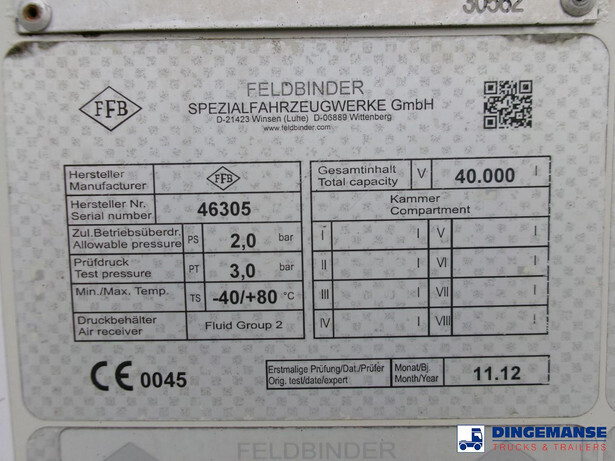 30582
FFB
FELDBINDER
SPEZIALFAHRZEUGWERKE GmbH
D-21423 Winsen (Luhe) D-06889 Wittenberg
www.feldbinder.com
Hersteller
Manufacturer
FFB
Hersteller Nr.
Serial number
46305
Zul.Betriebsüberdr.
Allowable pressure
PS
2,0 bar
Prüfdruck
Test pressure
PT
3,0 bar
Min./Max. Temp.
TS
-40/+80 °C
Druckbehälter
Air receiver
Fluid Group 2
Gesamtinhalt
Total capacity
V
40.000 l
Kammer
Compartment
I l V l
II l VI l
III l VII l
IV l VIII l
CE 0045
Erstmalige Prüfung/Dat./Prüfer
Orig. test/date/expert
Monat/Bj.
Month/Year
11.12
FELDBINDER
DINGEMANSE
TRUCKS & TRAILERS